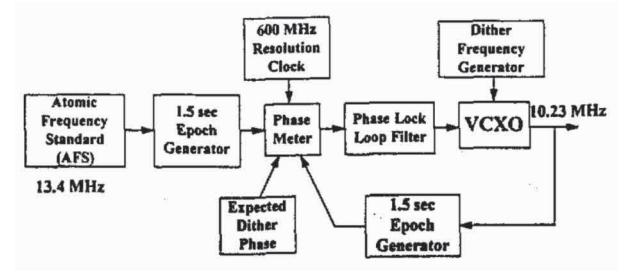 600 MHz
Resolution
Clock
Dither
Frequency
Generator
Atomic
Frequency
Standard
(AFS)
1.5 sec
Epoch
Generator
Phase
Meter
Phase Lock
Loop Filter
VCXO
10.23 MHz
13.4 MHz
Expected
Dither
Phase
1.5 sec
Epoch
Generator